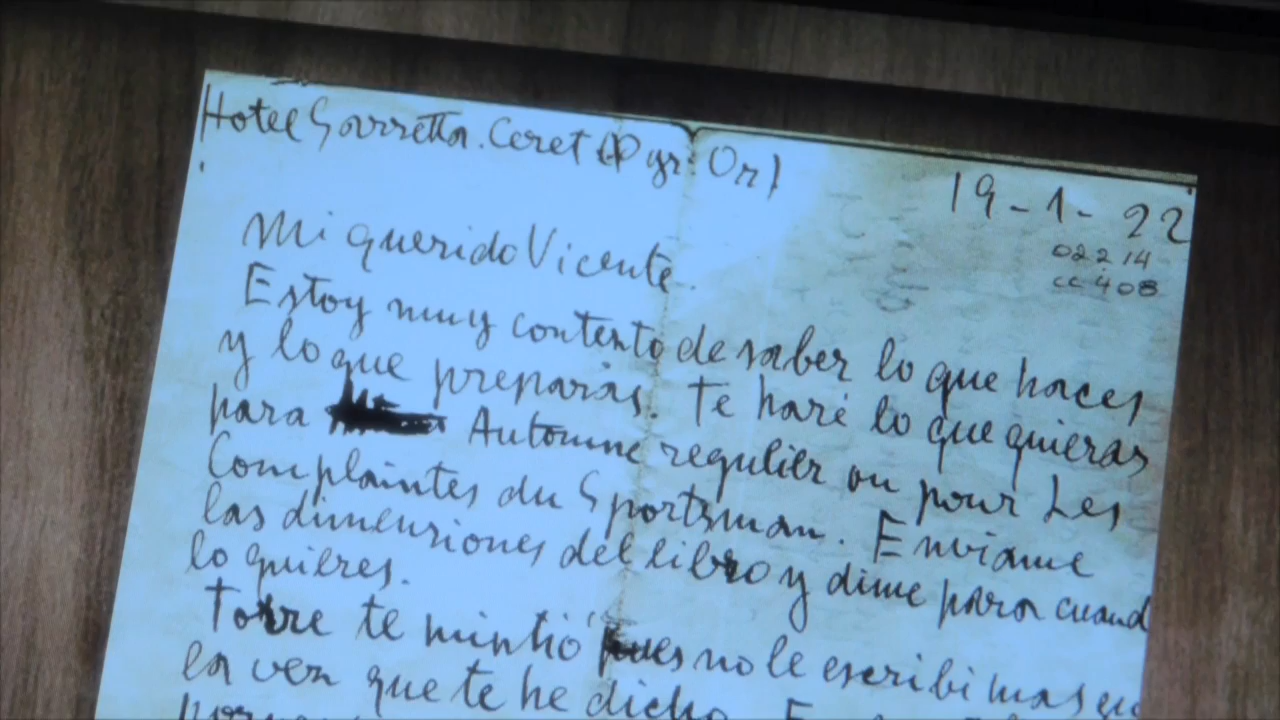 Hotel Garretta. Ceret (Pyr. Or)
19-1-22
02214
cc408
Mi querido Vicente
Estoy muy contento de saber lo que haces
y lo que preparas. Te haré lo que quieras
para Automne regulier ou pour Les
Complaintes du Sportsman. Enviame
las dimensiones del libro y dime para cuand
lo quieres.
Torre te mintió pues no le escribi mas
la vez que te he dicho.